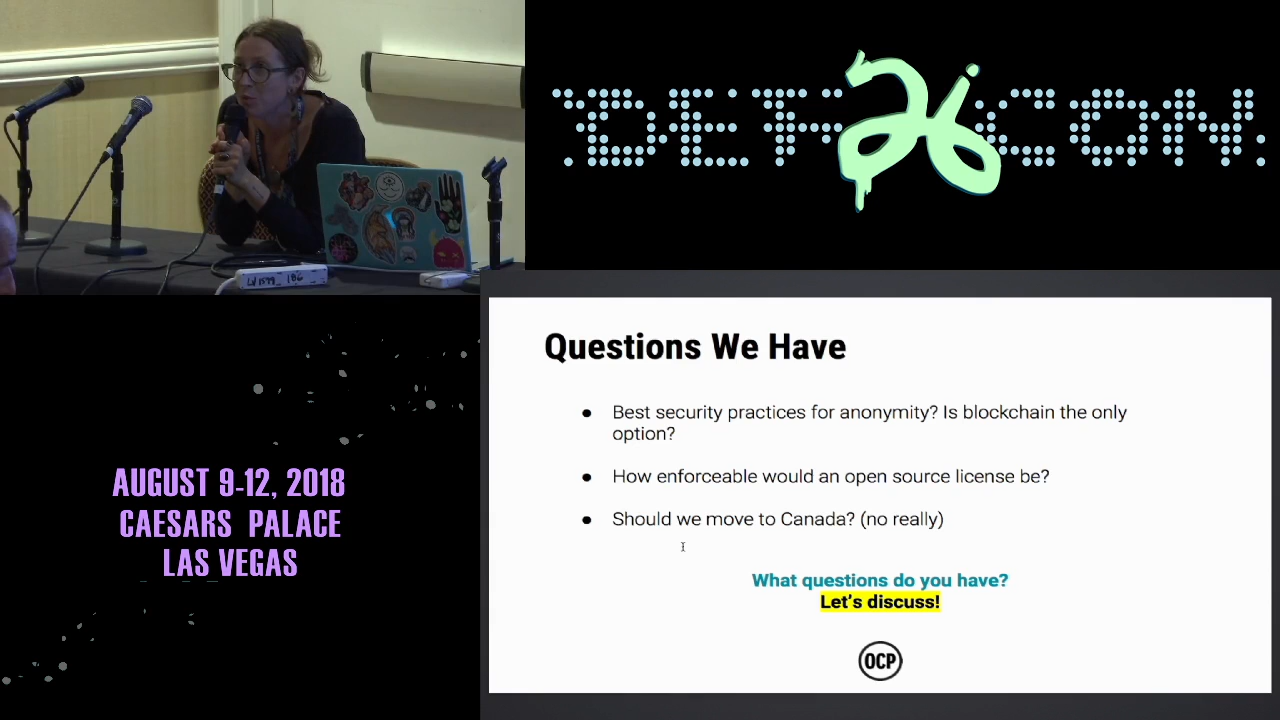 DEF CON
26
AUGUST 9-12, 2018
CAESARS PALACE
LAS VEGAS
Questions We Have
● Best security practices for anonymity? Is blockchain the only
option?
● How enforceable would an open source license be?
● Should we move to Canada? (no really)
What questions do you have?
Let's discuss!
OCP